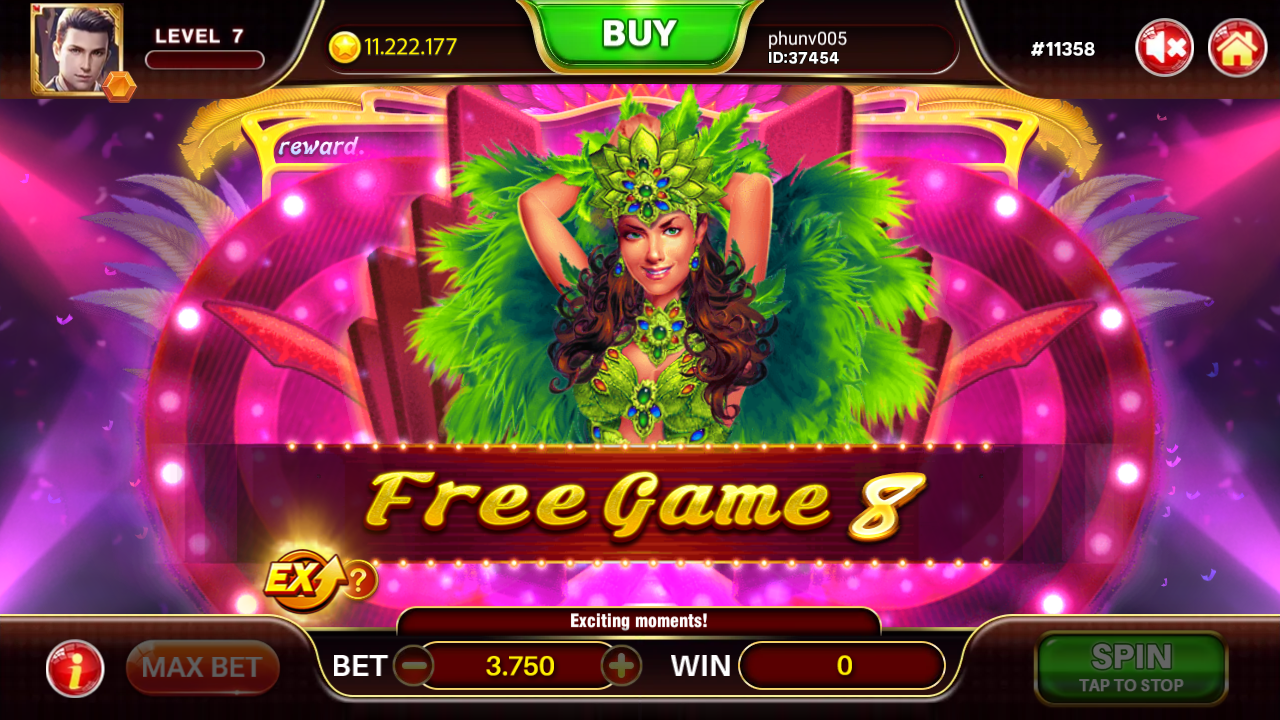 LEVEL 7
11.222.177
BUY
phunv005
ID:37454
#11358
reward.
Free Game 8
EX
?
Exciting moments!
i
MAX BET
BET
3.750
WIN
0
SPIN
TAP TO STOP